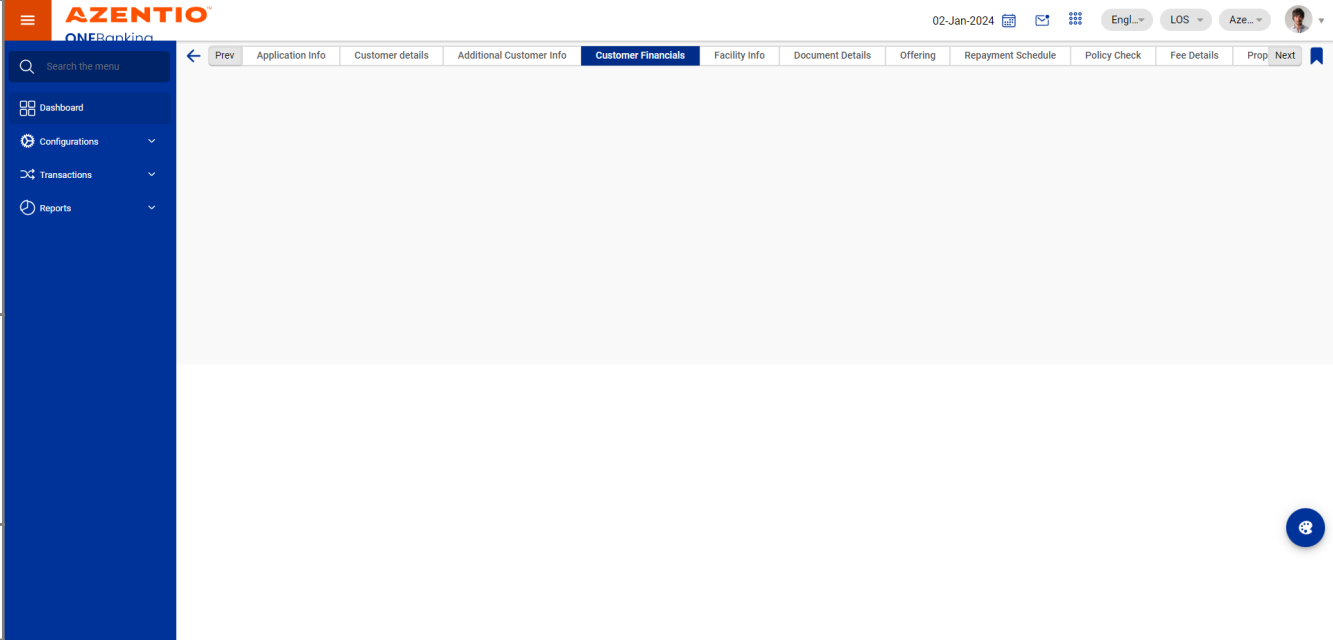 AZENTIO™
ONEBanking
02-Jan-2024 Engl... LOS Aze...
Prev Application Info Customer details Additional Customer Info Customer Financials Facility Info Document Details Offering Repayment Schedule Policy Check Fee Details Prop Next
Search the menu
Dashboard
Configurations
Transactions
Reports